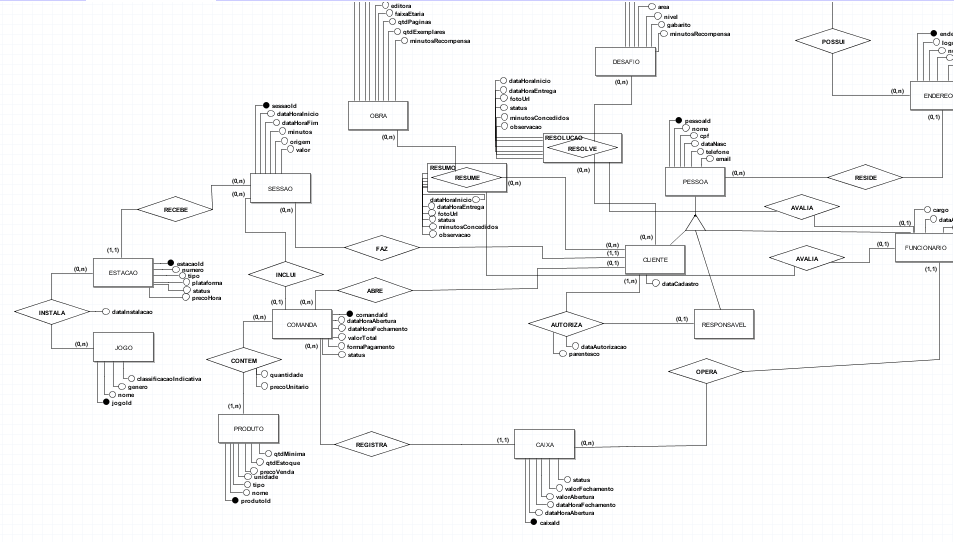 editora
faixaEtaria
qtdPaginas
qtdExemplares
minutosRecompensa
OBRA
(0,n)
area
nivel
gabarito
minutosRecompensa
DESAFIO
(0,n)
POSSUI
(0,n)
ENDERECO
(0,1)
sessaoId
dataHoraInicio
dataHoraFim
minutos
origem
valor
(0,n)
(0,n)
SESSAO
(0,n)
dataHoraInicio
dataHoraEntrega
fotoUrl
status
minutosConcedidos
observacao
RESOLUCAO
RESOLVE
(0,n)
pessoaId
nome
cpf
dataNasc
telefone
email
PESSOA
(0,n)
RESIDE
RESUMO
RESUME
(0,n)
dataHoraInicio
dataHoraEntrega
fotoUrl
status
minutosConcedidos
observacao
RECEBE
AVALIA
(0,1)
cargo
FUNCIONARIO
(1,1)
FAZ
(0,n)
(0,n)
(1,1)
(0,1)
CLIENTE
(1,n)
dataCadastro
AVALIA
(0,1)
(1,1)
(0,n)
ESTACAO
estacaoId
numero
tipo
plataforma
status
precoHora
INCLUI
(0,1)
ABRE
(0,n)
INSTALA
dataInstalacao
(0,n)
JOGO
classificacaoIndicativa
genero
nome
jogoId
(0,n)
COMANDA
(0,n)
comandaId
dataHoraAbertura
dataHoraFechamento
valorTotal
formaPagamento
status
AUTORIZA
dataAutorizacao
parentesco
(0,1)
RESPONSAVEL
CONTEM
quantidade
precoUnitario
(1,n)
OPERA
PRODUTO
qtdMinima
qtdEstoque
precoVenda
unidade
tipo
nome
produtoId
REGISTRA
(1,1)
CAIXA
(0,n)
status
valorFechamento
valorAbertura
dataHoraFechamento
dataHoraAbertura
caixaId